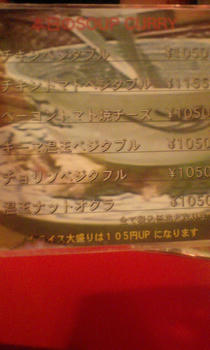 SOUP CURRY
チキンベジタブル ¥1050
チキントマトベジタブル ¥1155
ベーコントマト焼チーズ ¥1050
キーマ温玉ベジタブル ¥1050
チョリソベジタブル ¥1050
温玉ナットオクラ ¥1050
ライス大盛りは105円UPになります